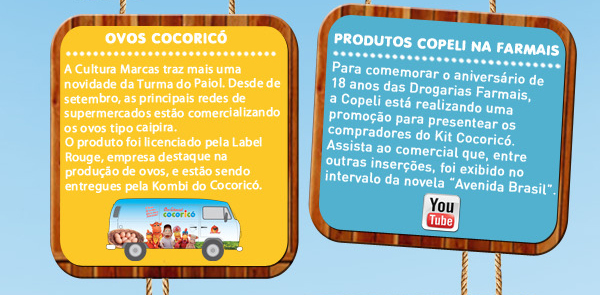 OVOS COCORICÓ
A Cultura Marcas traz mais uma
novidade da Turma do Paiol. Desde de
setembro, as principais redes de
supermercados estão comercializando
os ovos tipo caipira.
O produto foi licenciado pela Label
Rouge, empresa destaque na
produção de ovos, e estão sendo
entregues pela Kombi do Cocoricó.
cocoricó
PRODUTOS COPELI NA FARMAIS
Para comemorar o aniversário de
18 anos das Drogarias Farmais,
a Copeli está realizando uma
promoção para presentear os
compradores do Kit Cocoricó.
Assista ao comercial que, entre
outras inserções, foi exibido no
intervalo da novela “Avenida Brasil”.
You
Tube